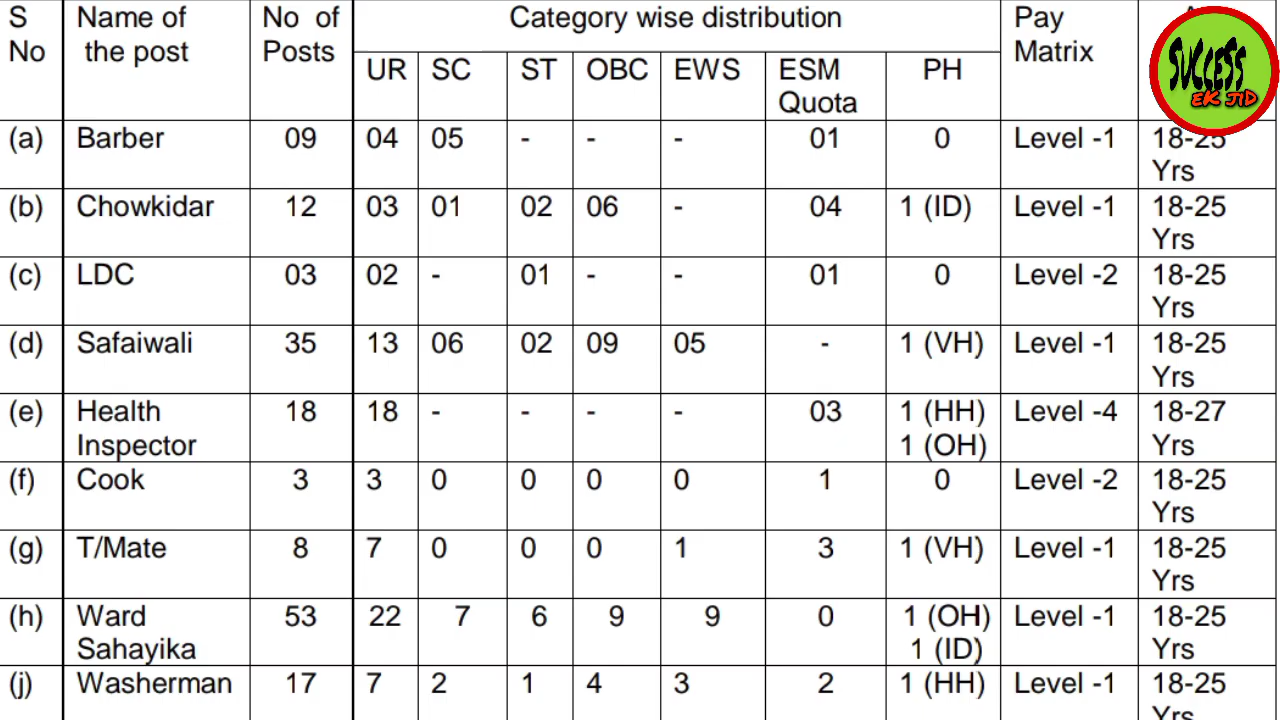 S No Name of the post No of Posts Category wise distribution Pay Matrix
UR SC ST OBC EWS ESM Quota PH
SUCCESS
EK JID
(a) Barber 09 04 05 - - - 01 0 Level -1 18-25 Yrs
(b) Chowkidar 12 03 01 02 06 - 04 1 (ID) Level -1 18-25 Yrs
(c) LDC 03 02 - 01 - - 01 0 Level -2 18-25 Yrs
(d) Safaiwali 35 13 06 02 09 05 - 1 (VH) Level -1 18-25 Yrs
(e) Health Inspector 18 18 - - - - 03 1 (HH) 1 (OH) Level -4 18-27 Yrs
(f) Cook 3 3 0 0 0 0 1 0 Level -2 18-25 Yrs
(g) T/Mate 8 7 0 0 0 1 3 1 (VH) Level -1 18-25 Yrs
(h) Ward Sahayika 53 22 7 6 9 9 0 1 (OH) 1 (ID) Level -1 18-25 Yrs
(j) Washerman 17 7 2 1 4 3 2 1 (HH) Level -1 18-25 Yrs